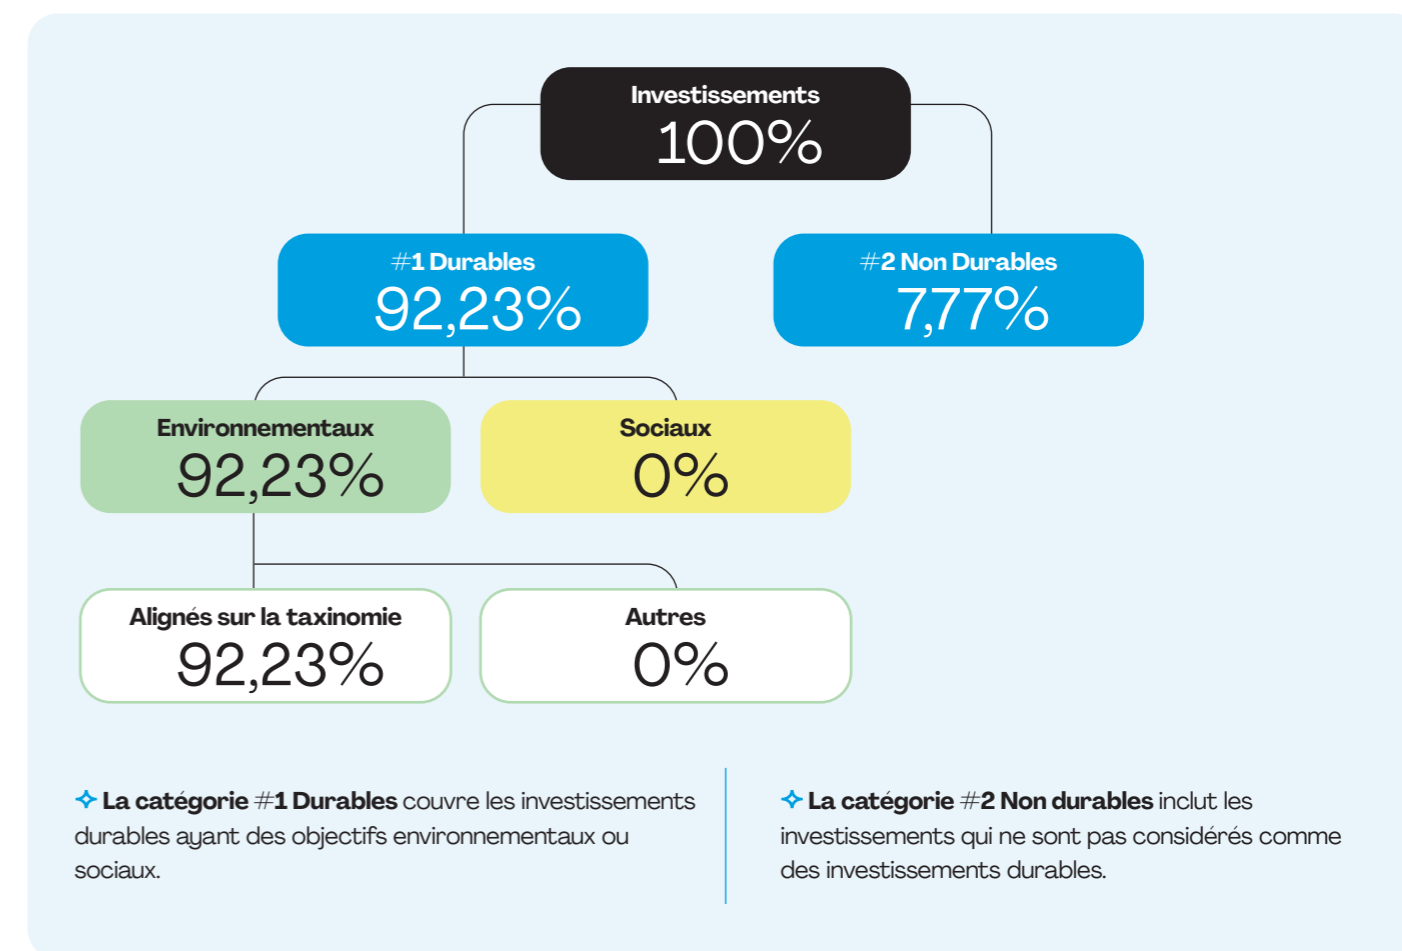 Investissements
100%
#1 Durables
92,23%
#2 Non Durables
7,77%
Environnementaux
92,23%
Sociaux
0%
Alignés sur la taxinomie
92,23%
Autres
0%
La catégorie #1 Durables couvre les investissements
durables ayant des objectifs environnementaux ou
sociaux.
La catégorie #2 Non durables inclut les
investissements qui ne sont pas considérés comme
des investissements durables.